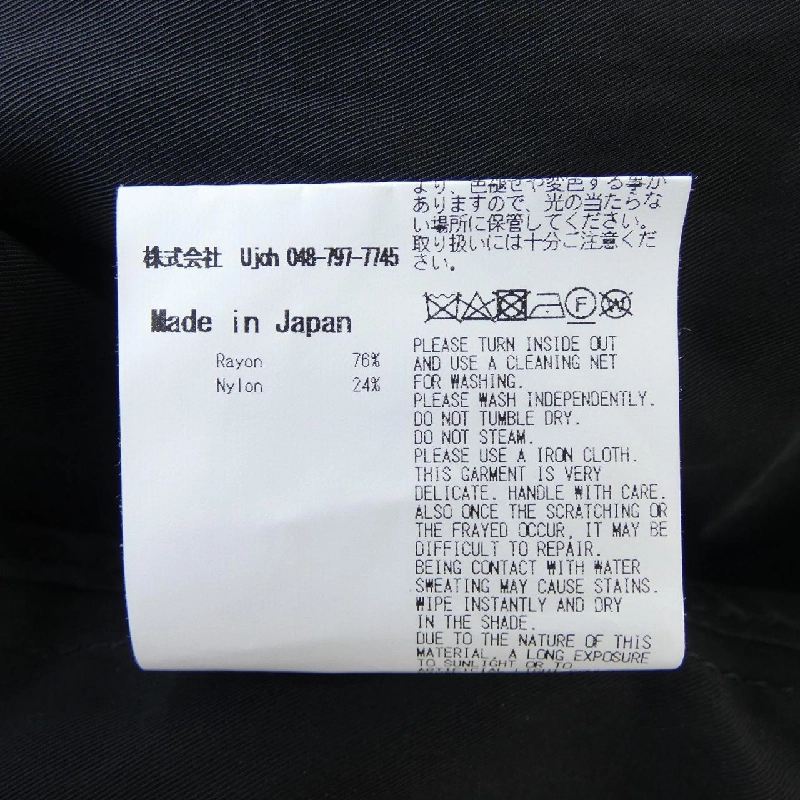 株式会社 Ujoh 048-797-7745
Made in Japan
Rayon 76%
Nylon 24%
より、色褪せや変色する事が
ありますので、光の当たらな
い場所に保管してください。
取り扱いには十分ご注意くだ
さい。
F
W
PLEASE TURN INSIDE OUT
AND USE A CLEANING NET
FOR WASHING.
PLEASE WASH INDEPENDENTLY.
DO NOT TUMBLE DRY.
DO NOT STEAM.
PLEASE USE A IRON CLOTH.
THIS GARMENT IS VERY
DELICATE. HANDLE WITH CARE.
ALSO ONCE THE SCRATCHING OR
THE FRAYED OCCUR, IT MAY BE
DIFFICULT TO REPAIR.
BEING CONTACT WITH WATER
SWEATING MAY CAUSE STAINS.
WIPE INSTANTLY AND DRY
IN THE SHADE.
DUE TO THE NATURE OF THIS
MATERIAL, A LONG EXPOSURE
TO SUNLIGHT OR TO